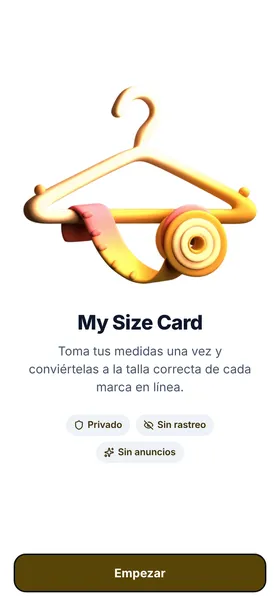 My Size Card
Toma tus medidas una vez y
conviértelas a la talla correcta de cada
marca en línea.
Privado
Sin rastreo
Sin anuncios
Empezar